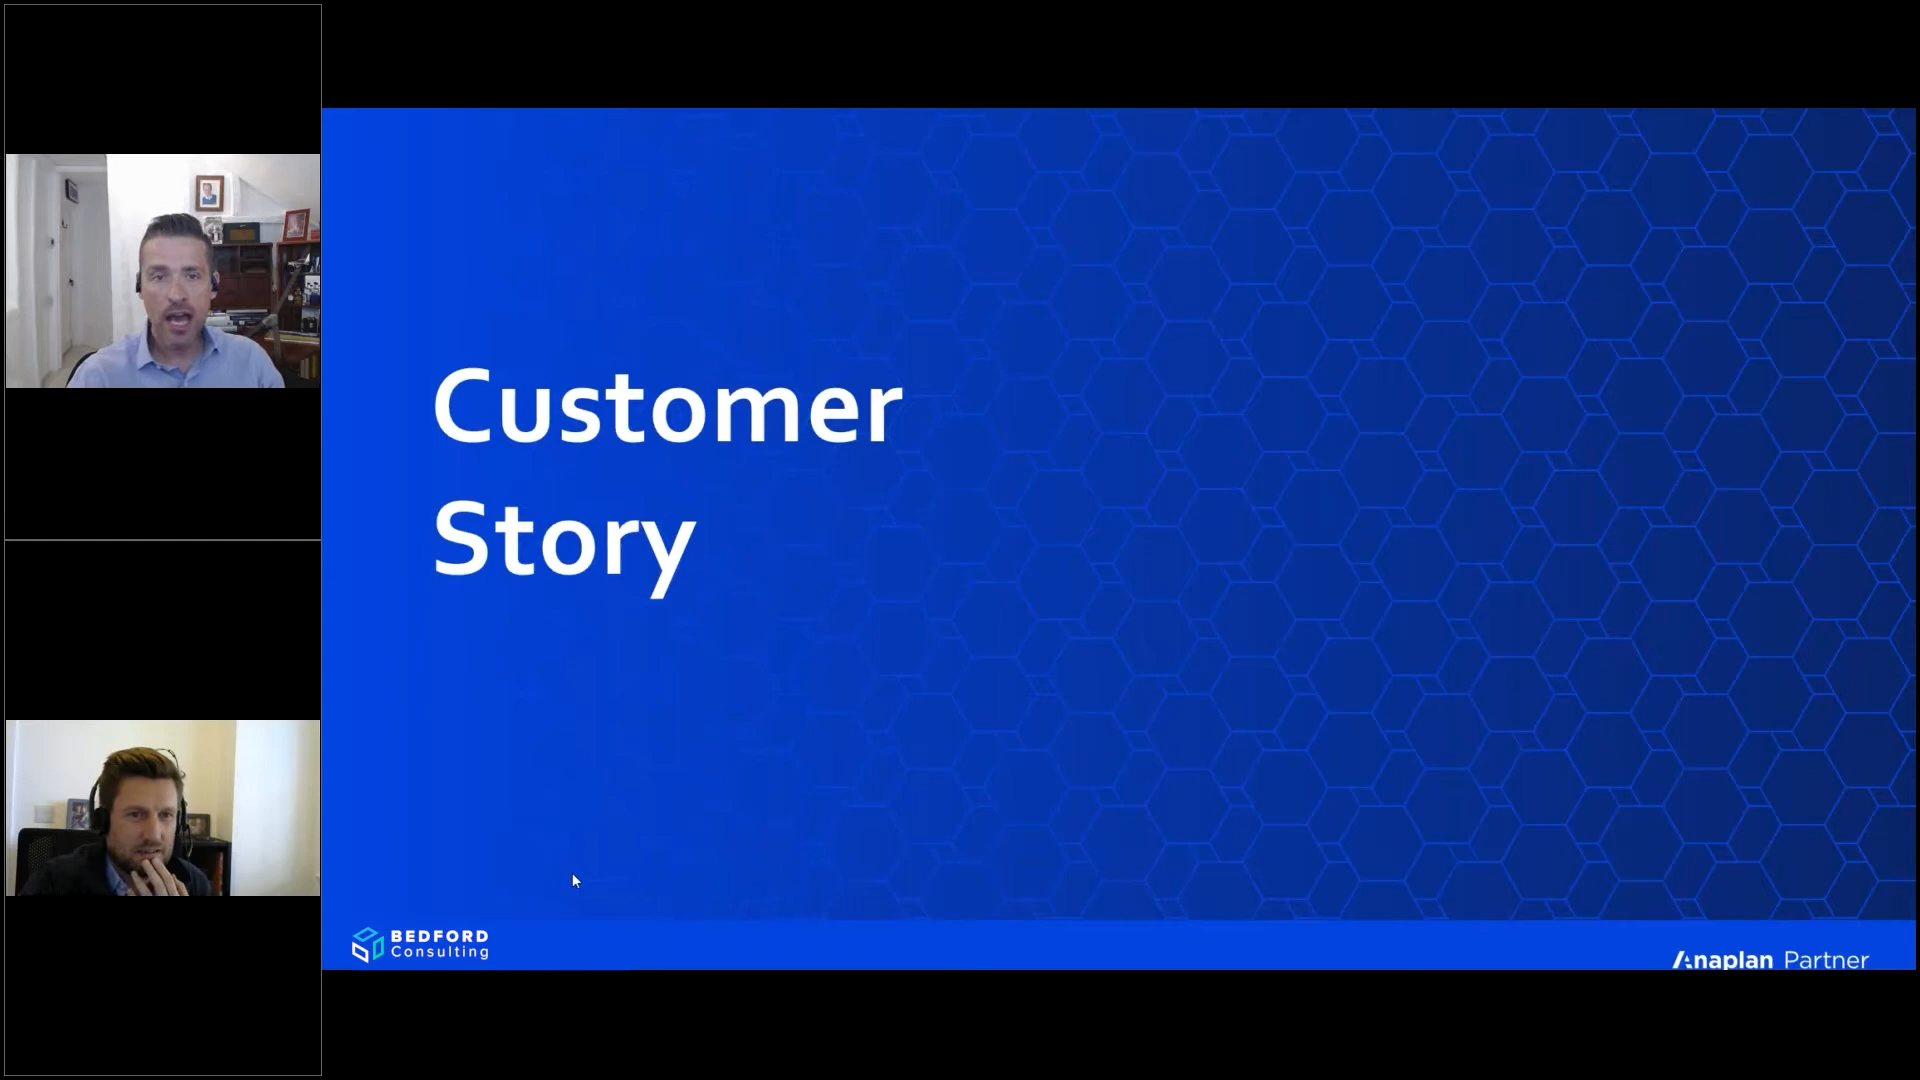 Customer
Story
BEDFORD
Consulting
Anaplan Partner